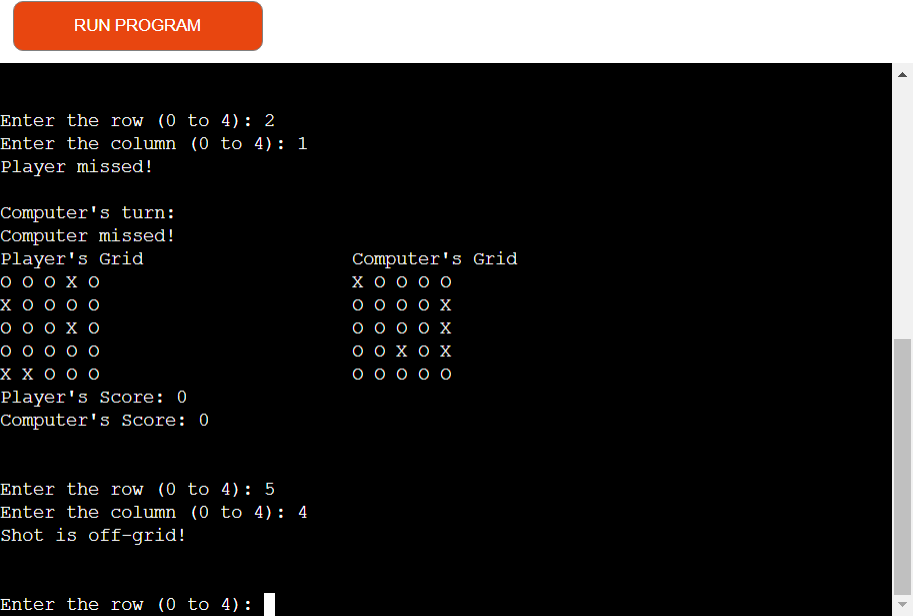 RUN PROGRAM
Enter the row (0 to 4): 2
Enter the column (0 to 4): 1
Player missed!
Computer's turn:
Computer missed!
Player's Grid                   Computer's Grid
O O O X O                       X O O O O
X O O O O                       O O O O X
O O O X O                       O O O O X
O O O O O                       O O X O X
X X O O O                       O O O O O
Player's Score: 0
Computer's Score: 0
Enter the row (0 to 4): 5
Enter the column (0 to 4): 4
Shot is off-grid!
Enter the row (0 to 4):